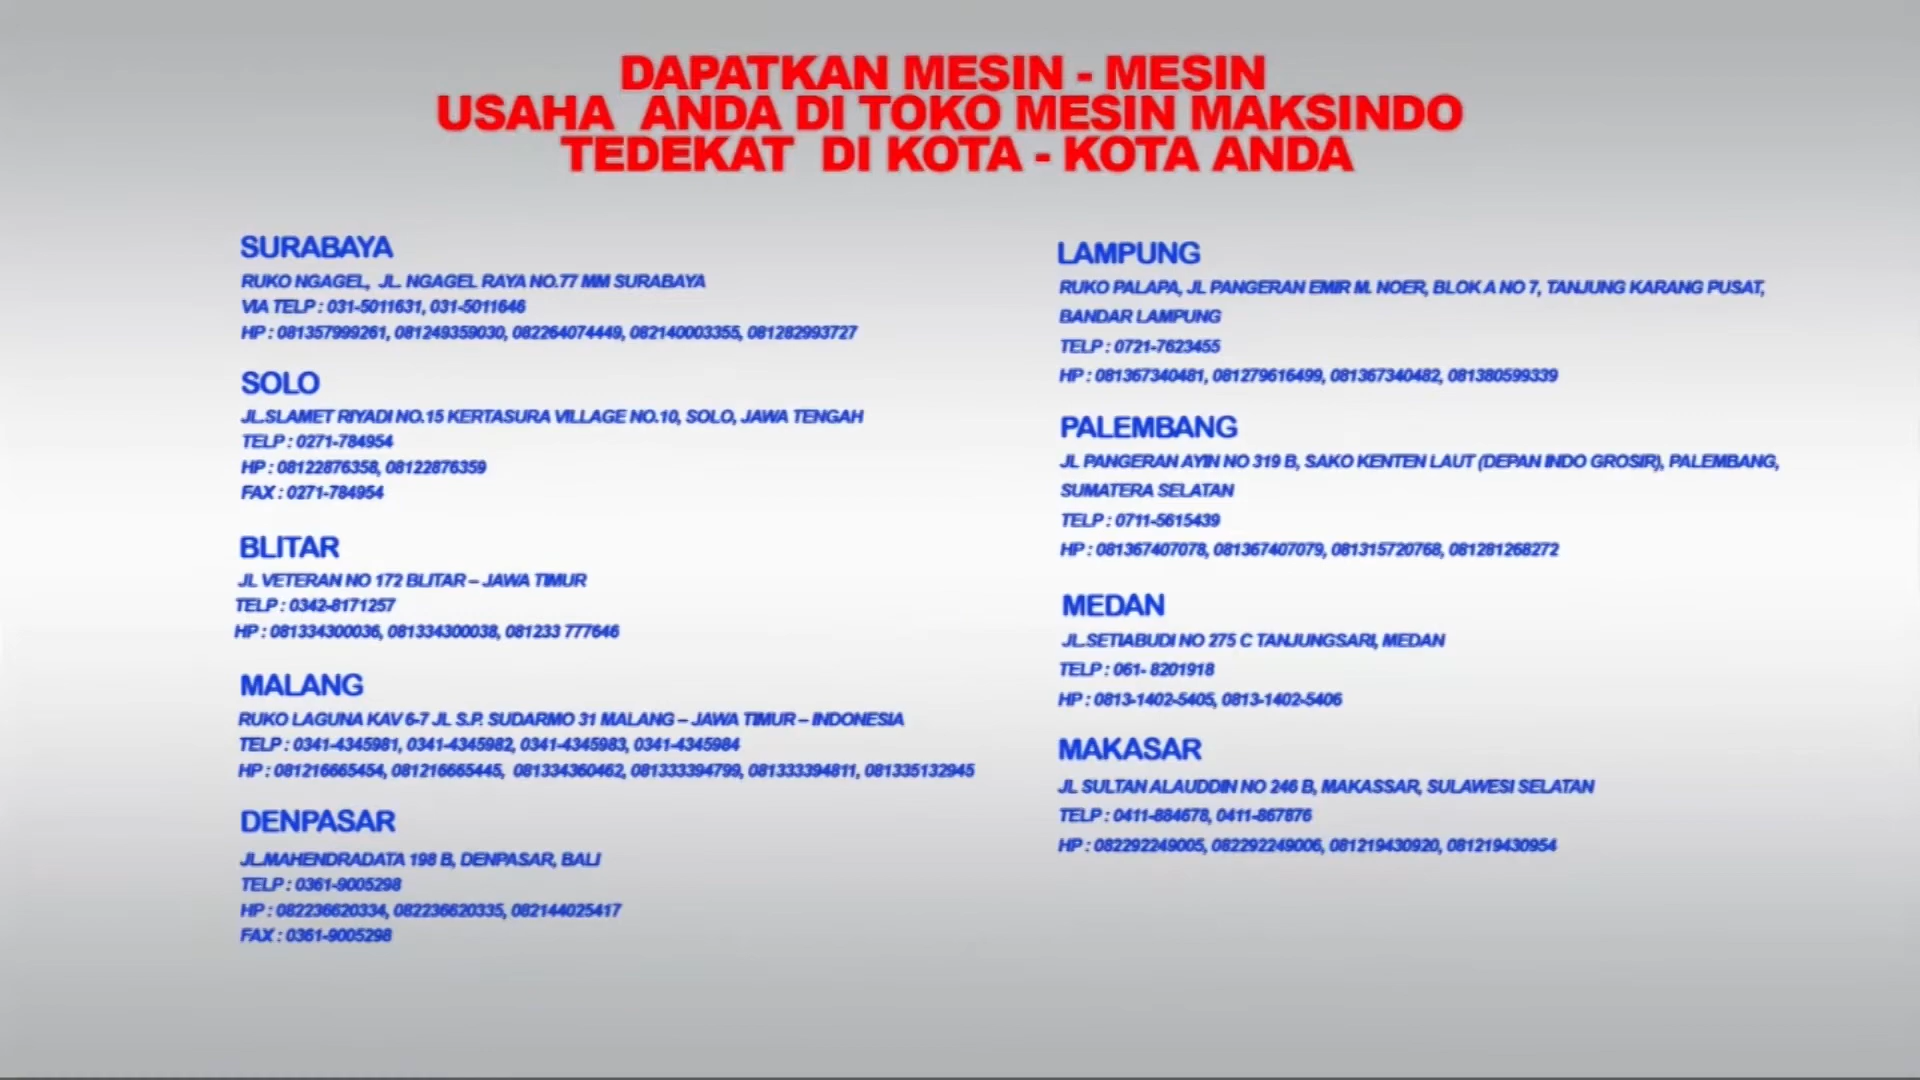 DAPATKAN MESIN - MESIN
USAHA ANDA DI TOKO MESIN MAKSINDO
TEDEKAT DI KOTA - KOTA ANDA
SURABAYA
RUKO NGAGEL, JL. NGAGEL RAYA NO.77 MM SURABAYA
VIA TELP : 031-5011631, 031-5011646
HP : 081357999261, 081249359030, 082264074449, 082140003355, 081282993727
SOLO
JL.SLAMET RIYADI NO.15 KERTASURA VILLAGE NO.10, SOLO, JAWA TENGAH
TELP : 0271-784954
HP : 08122876358, 08122876359
FAX : 0271-784954
BLITAR
JL VETERAN NO 172 BLITAR – JAWA TIMUR
TELP : 0342-8171257
HP : 081334300036, 081334300038, 081233 777646
MALANG
RUKO LAGUNA KAV 6-7 JL S.P. SUDARMO 31 MALANG – JAWA TIMUR – INDONESIA
TELP : 0341-4345981, 0341-4345982, 0341-4345983, 0341-4345984
HP : 081216665454, 081216665445, 081334360462, 081333394799, 081333394811, 081335132945
DENPASAR
JL.MAHENDRADATA 198 B, DENPASAR, BALI
TELP : 0361-9005298
HP : 082236620334, 082236620335, 082144025417
FAX : 0361-9005298
LAMPUNG
RUKO PALAPA, JL PANGERAN EMIR M. NOER, BLOK A NO 7, TANJUNG KARANG PUSAT,
BANDAR LAMPUNG
TELP : 0721-7623455
HP : 081367340481, 081279616499, 081367340482, 081380599339
PALEMBANG
JL PANGERAN AYIN NO 319 B, SAKO KENTEN LAUT (DEPAN INDO GROSIR), PALEMBANG,
SUMATERA SELATAN
TELP : 0711-5615439
HP : 081367407078, 081367407079, 081315720768, 081281268272
MEDAN
JL.SETIABUDI NO 275 C TANJUNGSARI, MEDAN
TELP : 061- 8201918
HP : 0813-1402-5405, 0813-1402-5406
MAKASAR
JL SULTAN ALAUDDIN NO 246 B, MAKASSAR, SULAWESI SELATAN
TELP : 0411-884678, 0411-867876
HP : 082292249005, 082292249006, 081219430920, 081219430954